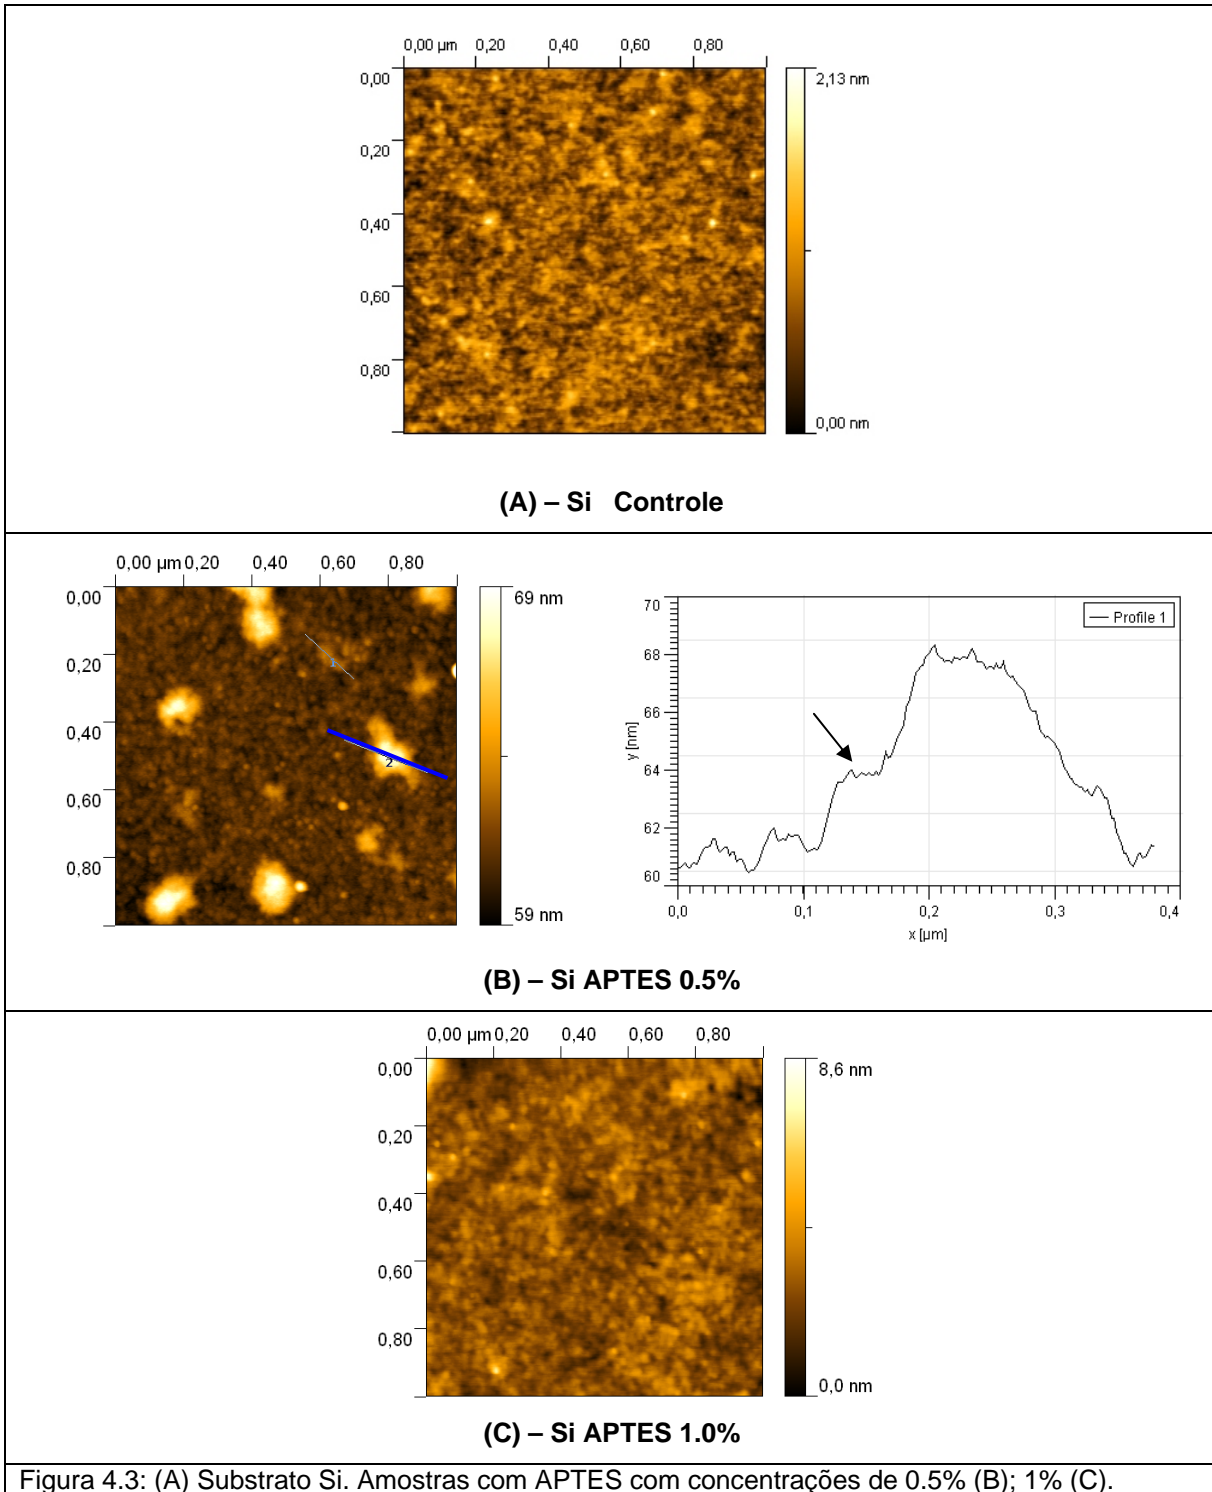 0,00 µm 0,20 0,40 0,60 0,80
0,00
0,20
0,40
0,60
0,80
2,13 nm
0,00 nm
(A) – Si Controle
0,00 µm 0,20 0,40 0,60 0,80
0,00
0,20
0,40
0,60
0,80
1
2
69 nm
59 nm
70
68
66
64
62
60
y [nm]
Profile 1
0,0 0,1 0,2 0,3 0,4
x [µm]
(B) – Si APTES 0.5%
0,00 µm 0,20 0,40 0,60 0,80
0,00
0,20
0,40
0,60
0,80
8,6 nm
0,0 nm
(C) – Si APTES 1.0%
Figura 4.3: (A) Substrato Si. Amostras com APTES com concentrações de 0.5% (B); 1% (C).